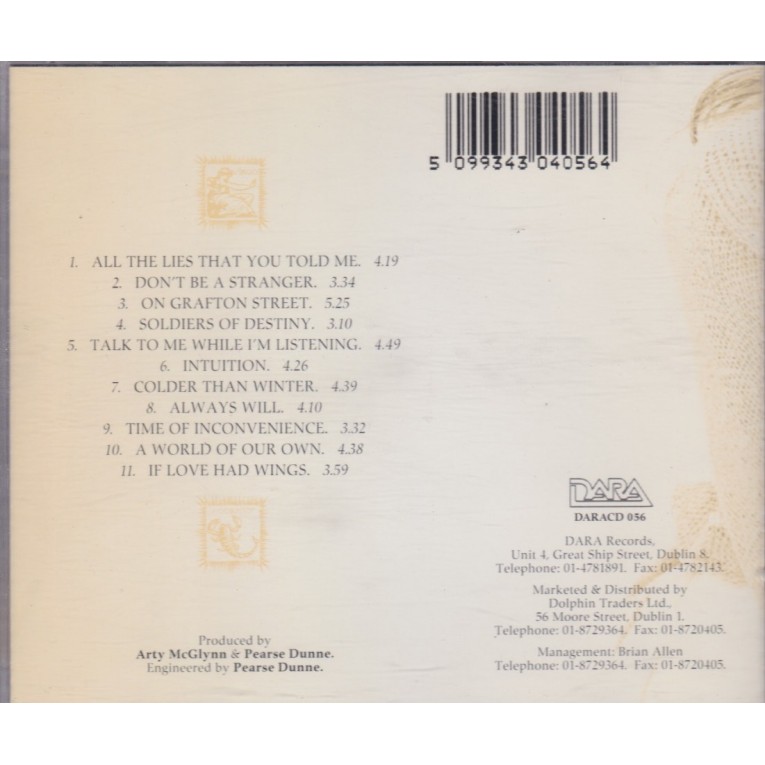 5 099343 040564
1. ALL THE LIES THAT YOU TOLD ME. 4.19
2. DON'T BE A STRANGER. 3.34
3. ON GRAFTON STREET. 5.25
4. SOLDIERS OF DESTINY. 3.10
5. TALK TO ME WHILE I'M LISTENING. 4.49
6. INTUITION. 4.26
7. COLDER THAN WINTER. 4.39
8. ALWAYS WILL. 4.10
9. TIME OF INCONVENIENCE. 3.32
10. A WORLD OF OUR OWN. 4.38
11. IF LOVE HAD WINGS. 3.59
DARA
DARACD 056
DARA Records,
Unit 4, Great Ship Street, Dublin 8.
Telephone: 01-4781891. Fax: 01-4782143.
Marketed & Distributed by
Dolphin Traders Ltd.,
56 Moore Street, Dublin 1.
Telephone: 01-8729364. Fax: 01-8720405.
Management: Brian Allen
Telephone: 01-8729364. Fax: 01-8720405.
Produced by
Arty McGlynn & Pearse Dunne.
Engineered by Pearse Dunne.